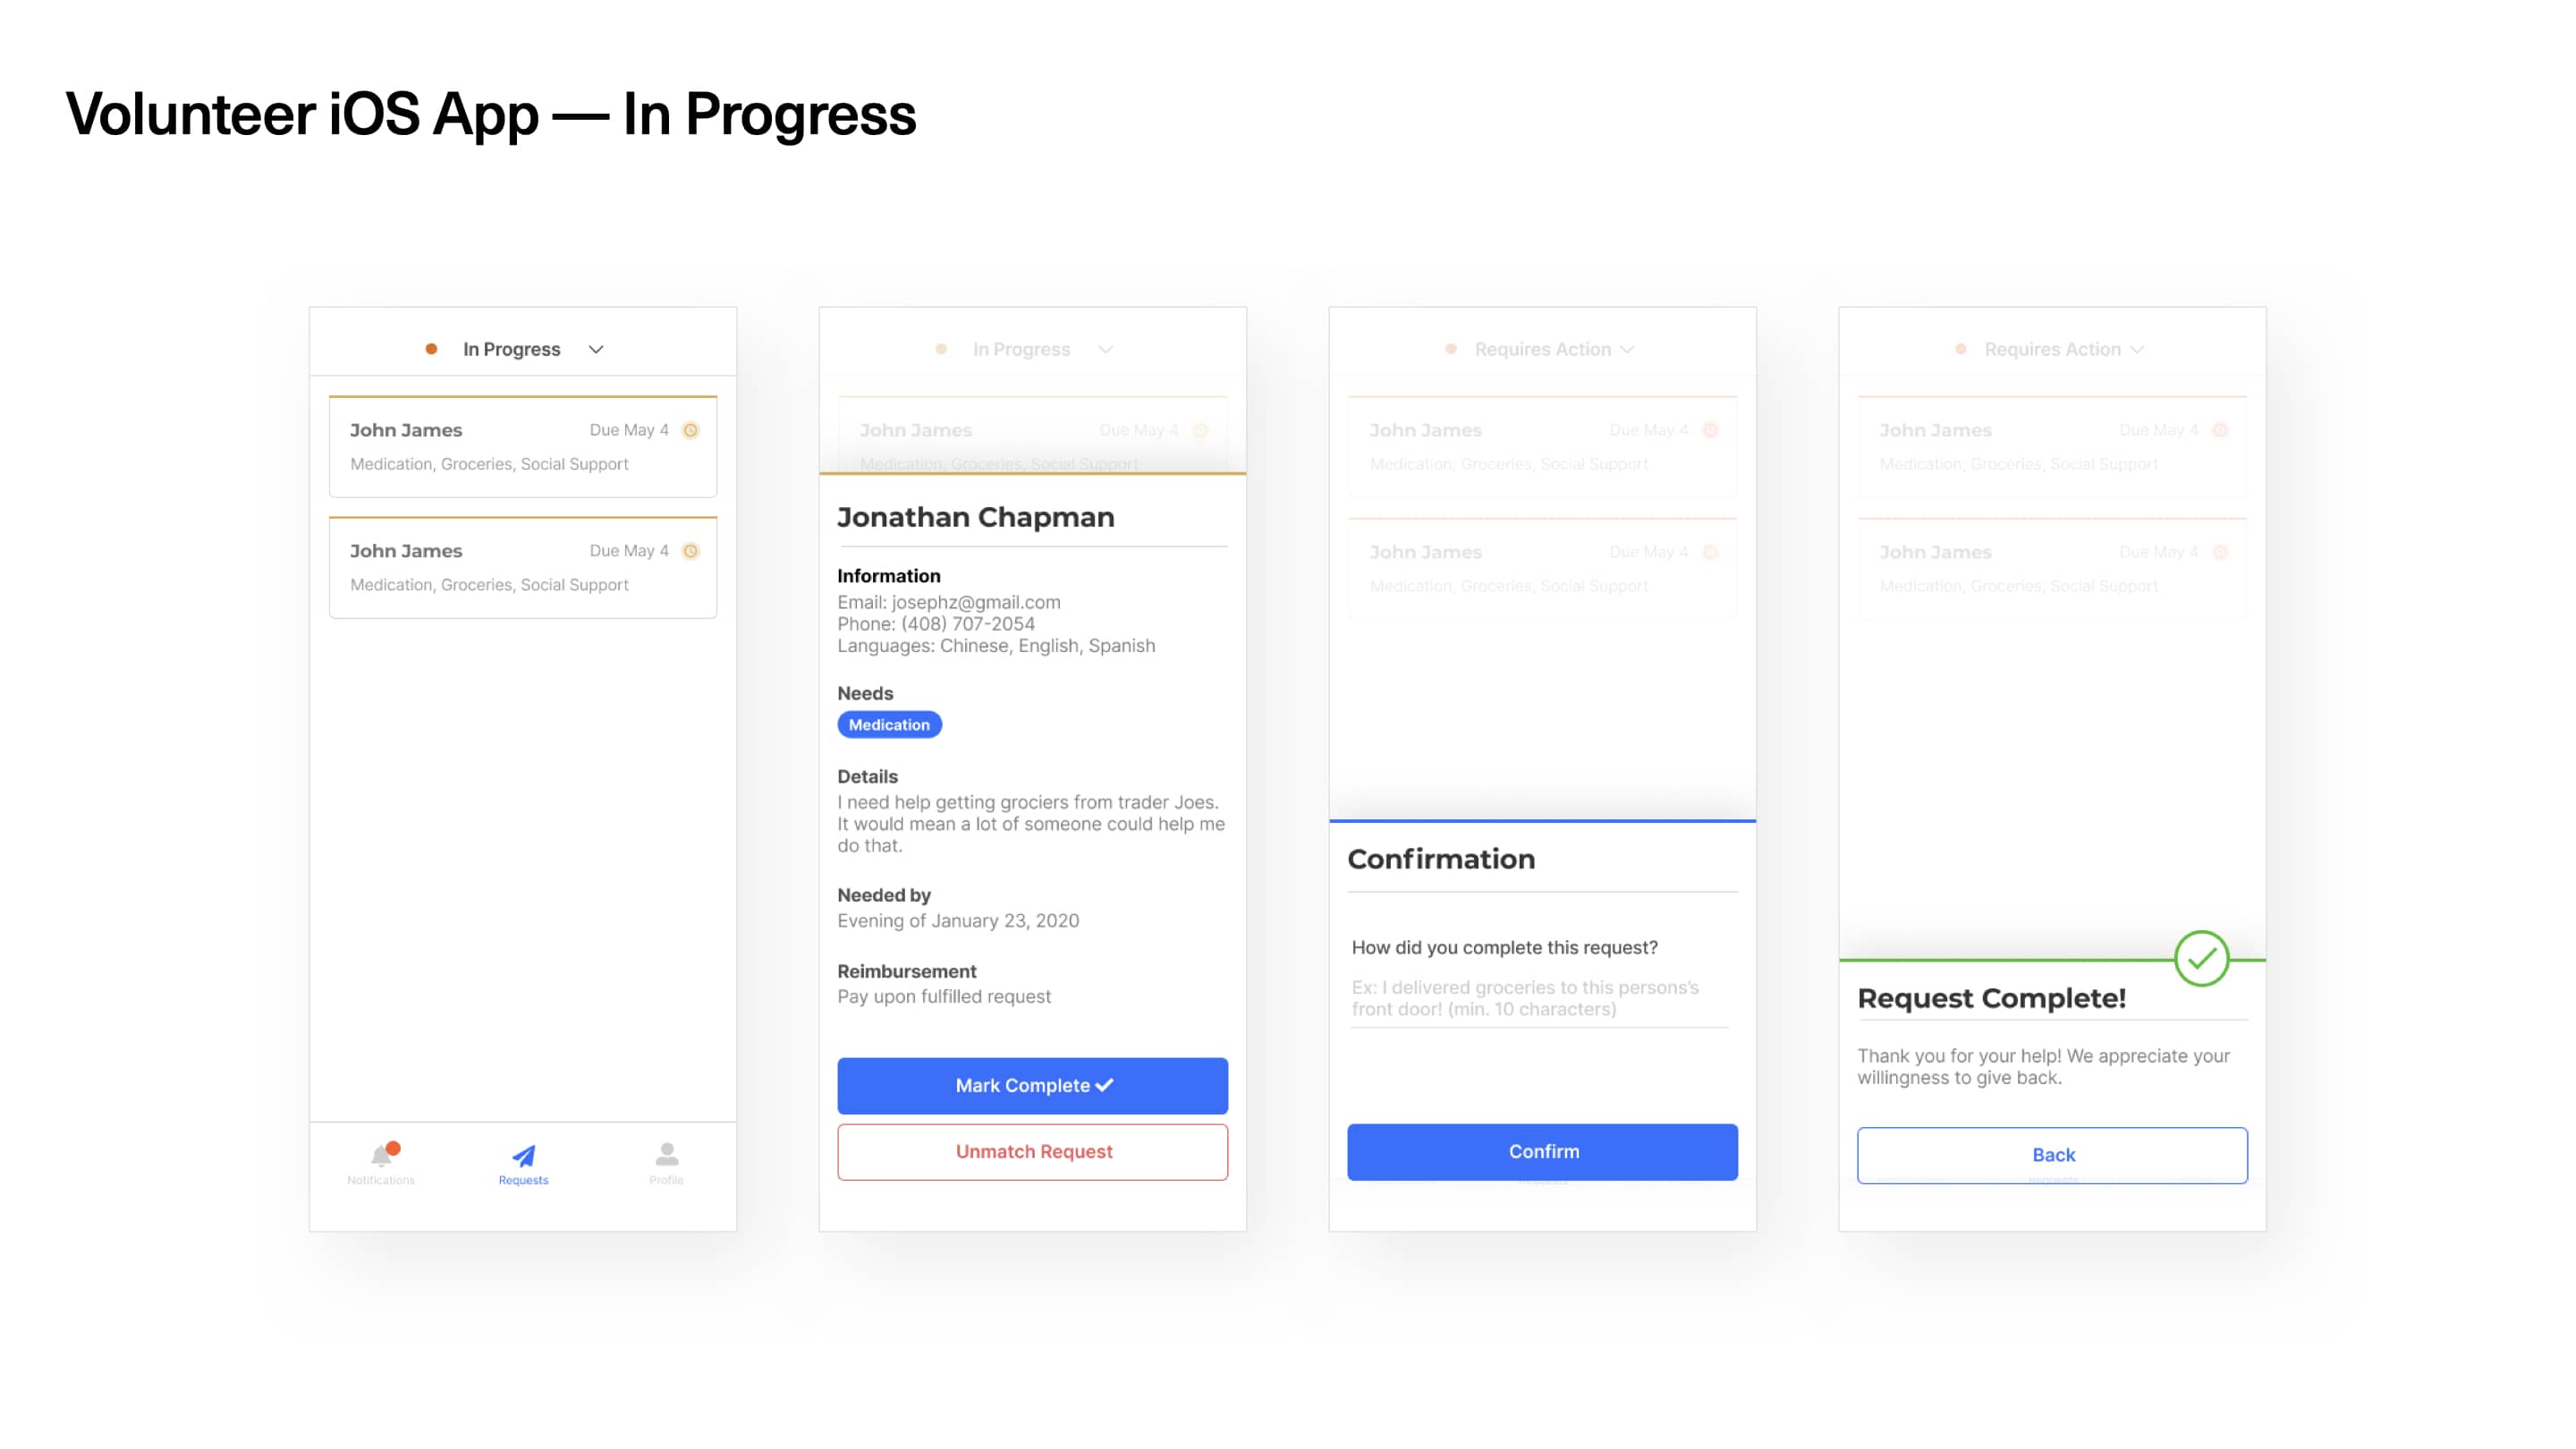 Volunteer iOS App — In Progress
In Progress
John James
Due May 4
Medication, Groceries, Social Support
John James
Due May 4
Medication, Groceries, Social Support
Notifications
Requests
Profile
In Progress
John James
Due May 4
Medication, Groceries, Social Support
Jonathan Chapman
Information
Email: josephz@gmail.com
Phone: (408) 707-2054
Languages: Chinese, English, Spanish
Needs
Medication
Details
I need help getting grociers from trader Joes.
It would mean a lot of someone could help me
do that.
Needed by
Evening of January 23, 2020
Reimbursement
Pay upon fulfilled request
Mark Complete
Unmatch Request
Requires Action
John James
Due May 4
Medication, Groceries, Social Support
John James
Due May 4
Medication, Groceries, Social Support
Confirmation
How did you complete this request?
Ex: I delivered groceries to this persons's
front door! (min. 10 characters)
Confirm
Requires Action
John James
Due May 4
Medication, Groceries, Social Support
John James
Due May 4
Medication, Groceries, Social Support
Request Complete!
Thank you for your help! We appreciate your
willingness to give back.
Back